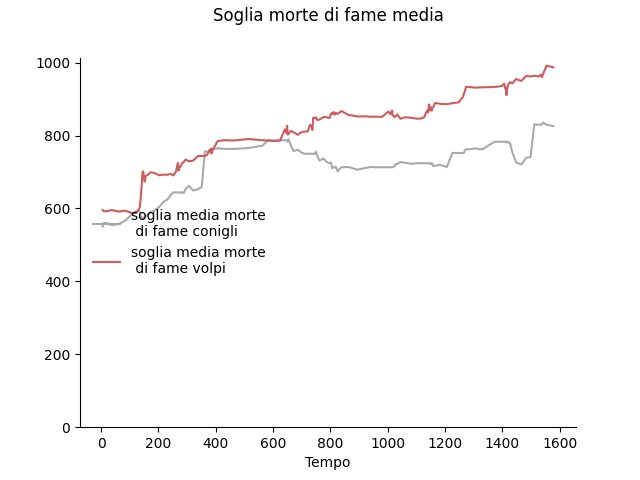 Soglia morte di fame media
1000
800
600
400
200
0
soglia media morte
di fame conigli
soglia media morte
di fame volpi
0 200 400 600 800 1000 1200 1400 1600
Tempo